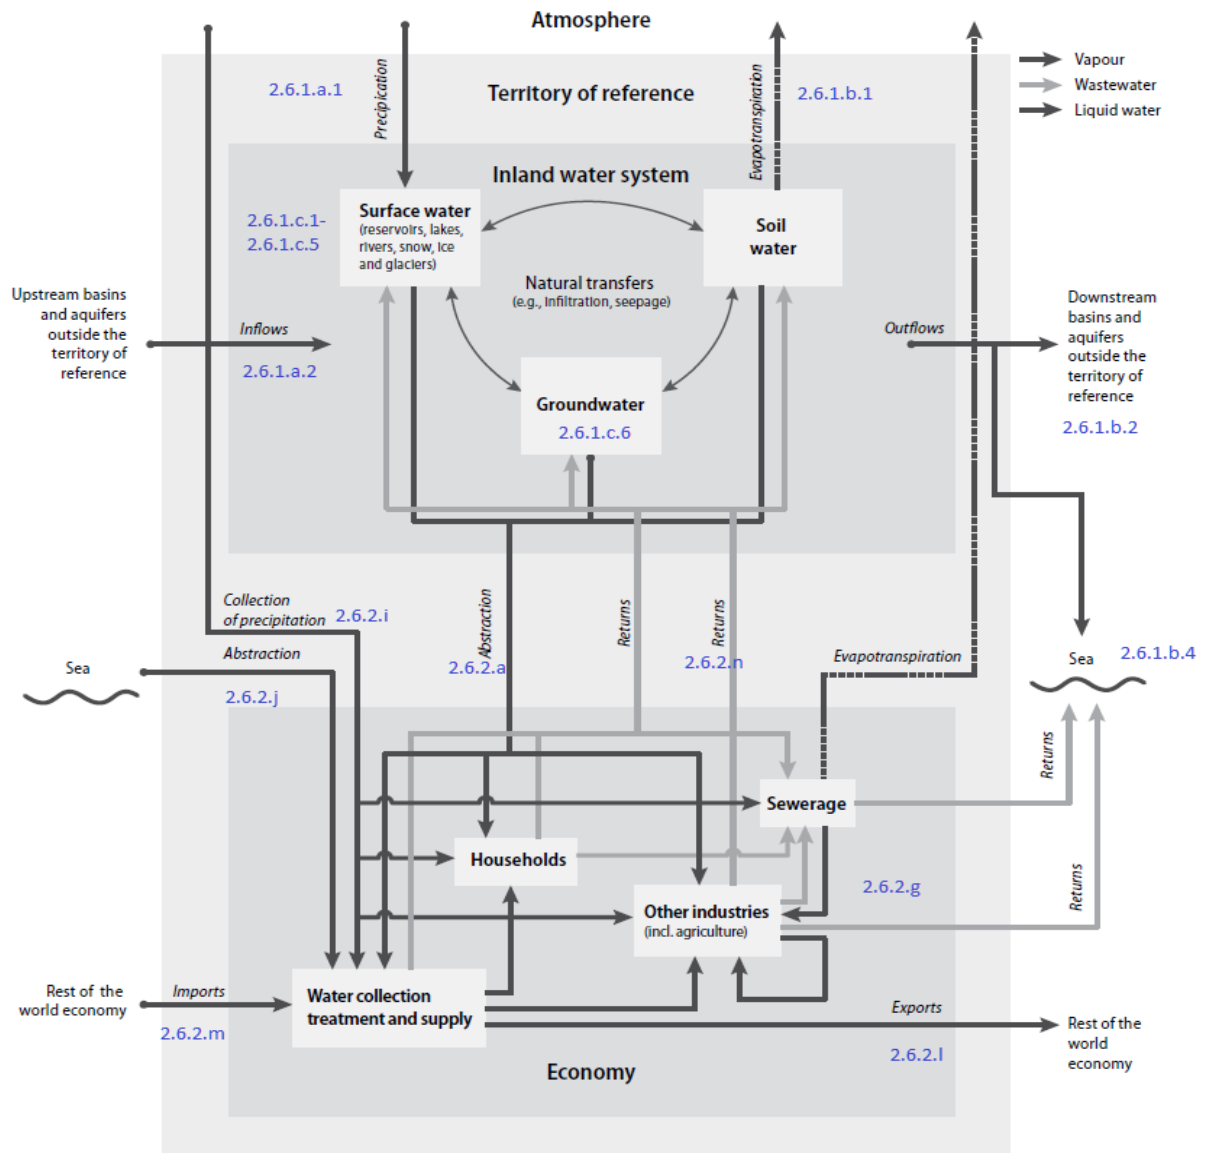 Atmosphere
Vapour
Wastewater
Liquid water
2.6.1.a.1
Precipication
Territory of reference
Evapotranspiration
2.6.1.b.1
Inland water system
2.6.1.c.1-
2.6.1.c.5
Surface water
(reservoirs, lakes,
rivers, snow, ice
and glaciers)
Soil
water
Natural transfers
(e.g., infiltration, seepage)
Upstream basins
and aquifers
outside the
territory of
reference
Inflows
2.6.1.a.2
Outflows
Downstream
basins and
aquifers
outside the
territory of
reference
2.6.1.b.2
Groundwater
2.6.1.c.6
Collection
of precipitation
2.6.2.i
Abstraction
2.6.2.a
Returns
Returns
2.6.2.n
Sea
Abstraction
2.6.2.j
Evapotranspiration
Sea
2.6.1.b.4
Returns
Sewerage
Households
2.6.2.g
Returns
Other industries
(incl. agriculture)
Rest of the
world economy
Imports
2.6.2.m
Water collection
treatment and supply
Exports
2.6.2.l
Rest of the
world
economy
Economy